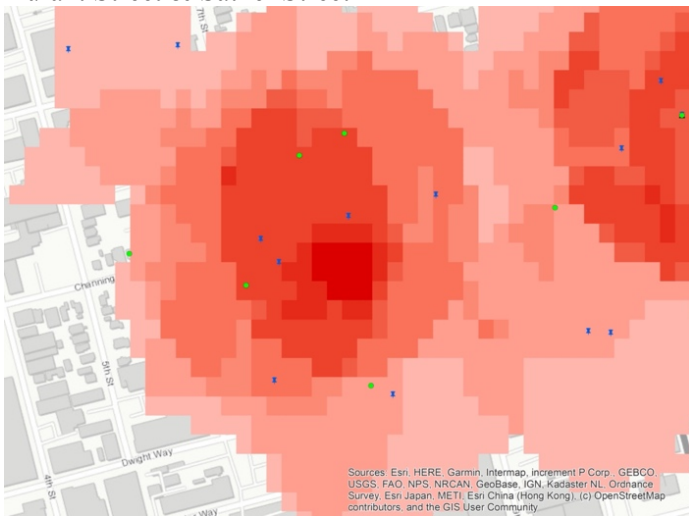 7th St
Channing
5th St
Dwight Way
4th St
Way
Sources: Esri, HERE, Garmin, Intermap, increment P Corp., GEBCO,
USGS, FAO, NPS, NRCAN, GeoBase, IGN, Kadaster NL, Ordnance
Survey, Esri Japan, METI, Esri China (Hong Kong), (c) OpenStreetMap
contributors, and the GIS User Community